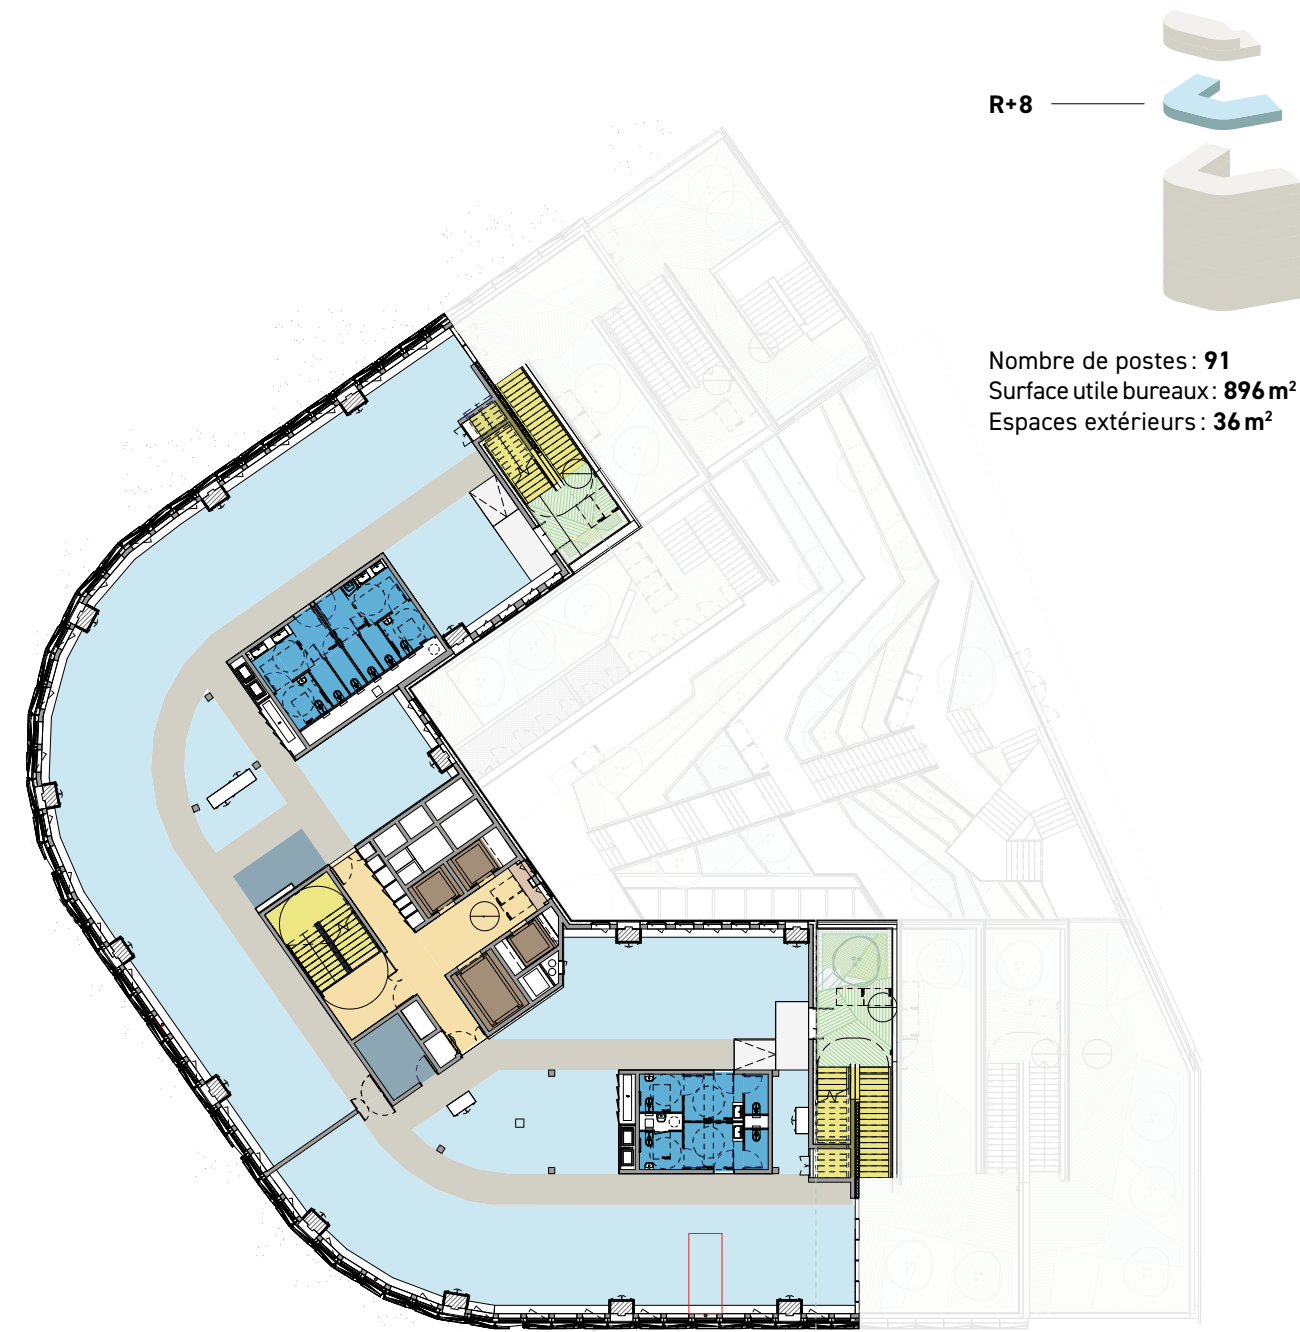 R+8
Nombre de postes : 91
Surface utile bureaux : 896 m²
Espaces extérieurs : 36 m²